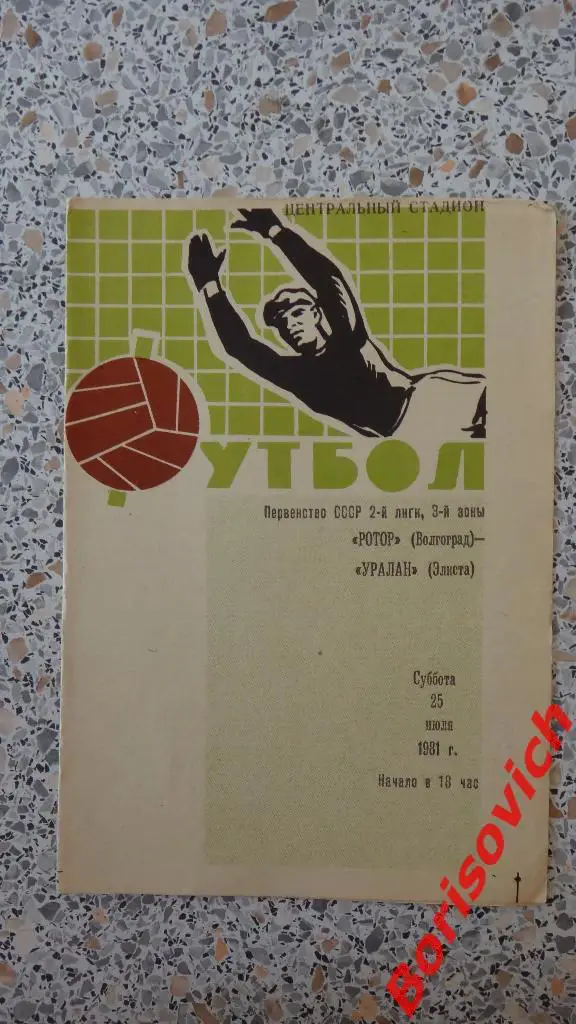 ЦЕНТРАЛЬНЫЙ СТАДИОН
ФУТБОЛ
Первенство СССР 2-й лиги, 3-й зоны
«РОТОР» (Волгоград)—
«УРАЛАН» (Элиста)
Суббота
25
июля
1981 г.
Начало в 18 час
Borisovich